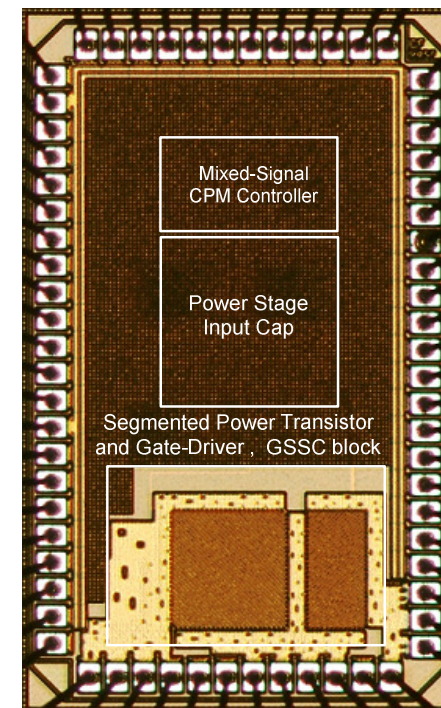 Mixed-Signal
CPM Controller
Power Stage
Input Cap
Segmented Power Transistor
and Gate-Driver , GSSC block